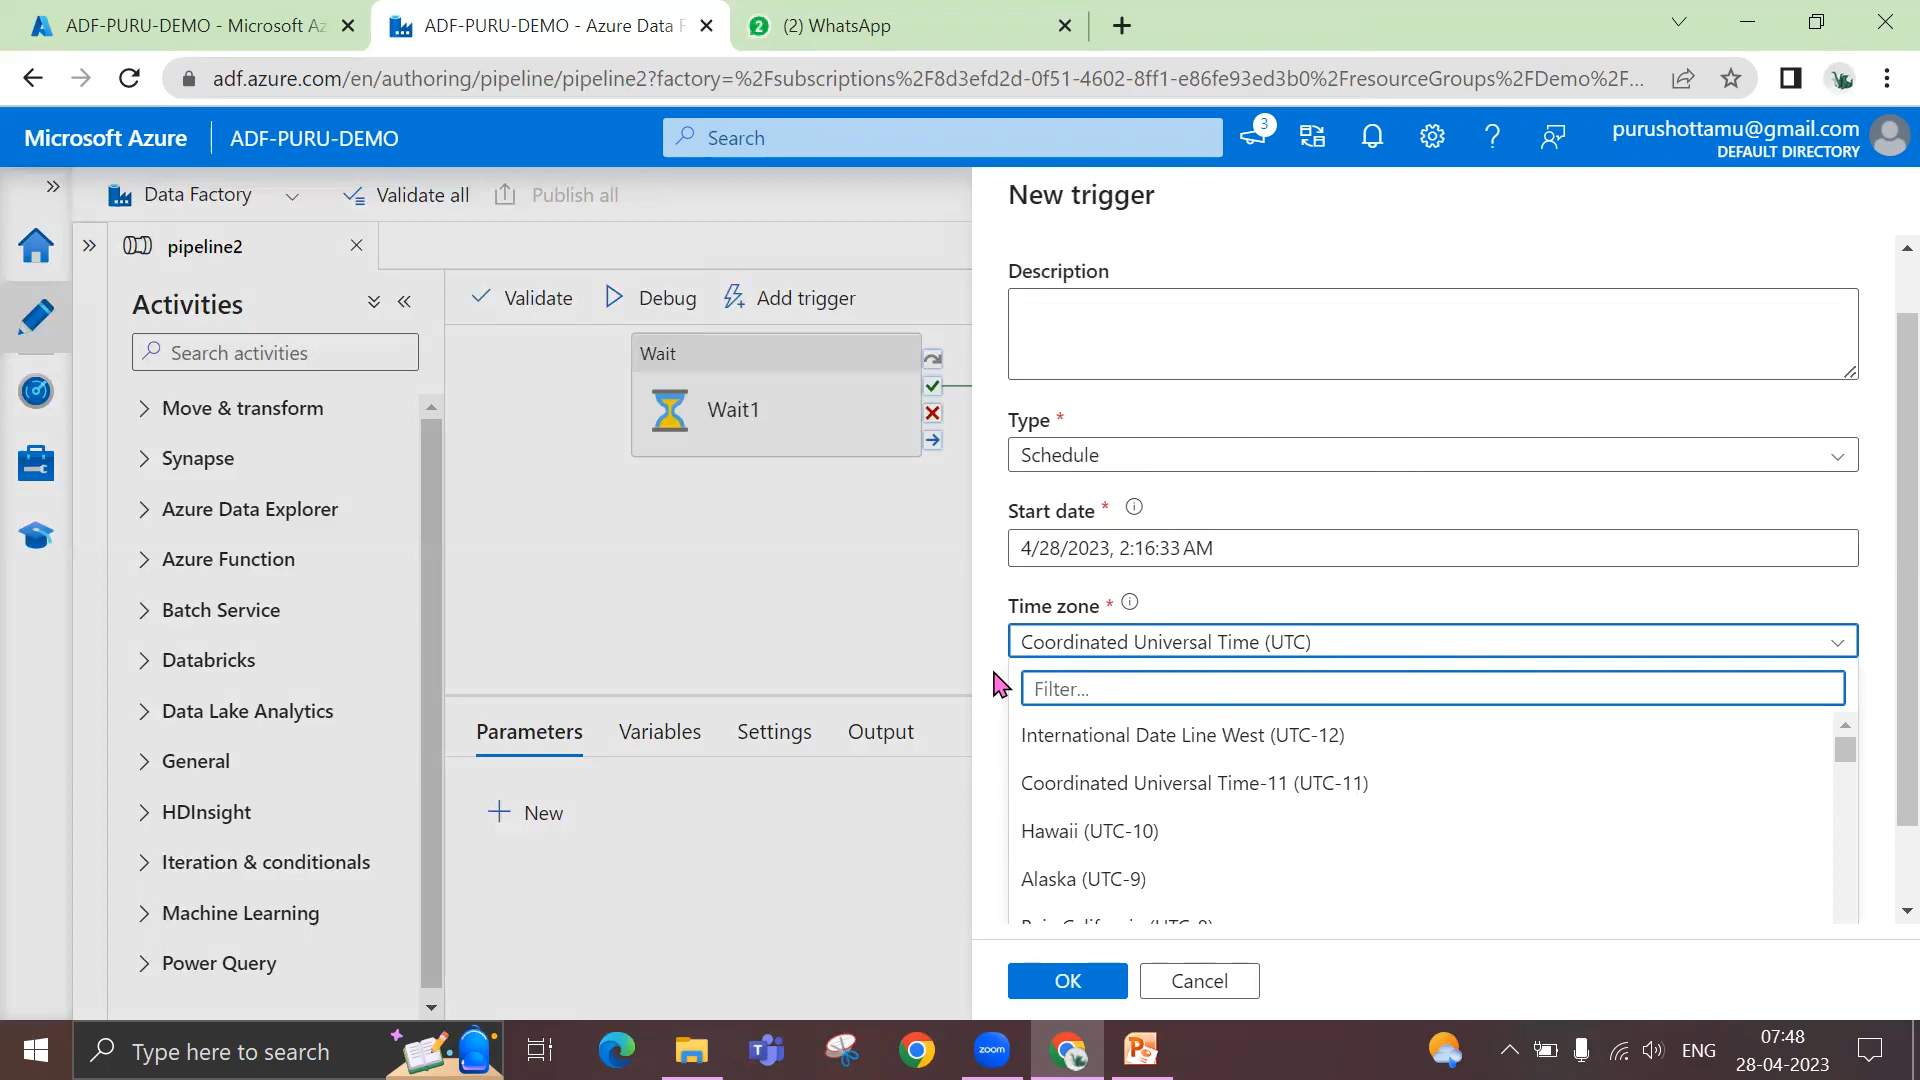 ADF-PURU-DEMO - Microsoft Az
ADF-PURU-DEMO - Azure Data F
2
(2) WhatsApp
adf.azure.com/en/authoring/pipeline/pipeline2?factory=%2Fsubscriptions%2F8d3efd2d-0f51-4602-8ff1-e86fe93ed3b0%2FresourceGroups%2FDemo%2F...
Microsoft Azure
ADF-PURU-DEMO
Search
3
purushottamu@gmail.com
DEFAULT DIRECTORY
Data Factory
Validate all
Publish all
pipeline2
Activities
Search activities
Move & transform
Synapse
Azure Data Explorer
Azure Function
Batch Service
Databricks
Data Lake Analytics
General
HDInsight
Iteration & conditionals
Machine Learning
Power Query
Validate
Debug
Add trigger
Wait
Wait1
Parameters
Variables
Settings
Output
New
New trigger
Description
Type *
Schedule
Start date *
4/28/2023, 2:16:33 AM
Time zone *
Coordinated Universal Time (UTC)
Filter...
International Date Line West (UTC-12)
Coordinated Universal Time-11 (UTC-11)
Hawaii (UTC-10)
Alaska (UTC-9)
OK
Cancel
Type here to search
zoom
ENG
07:48
28-04-2023